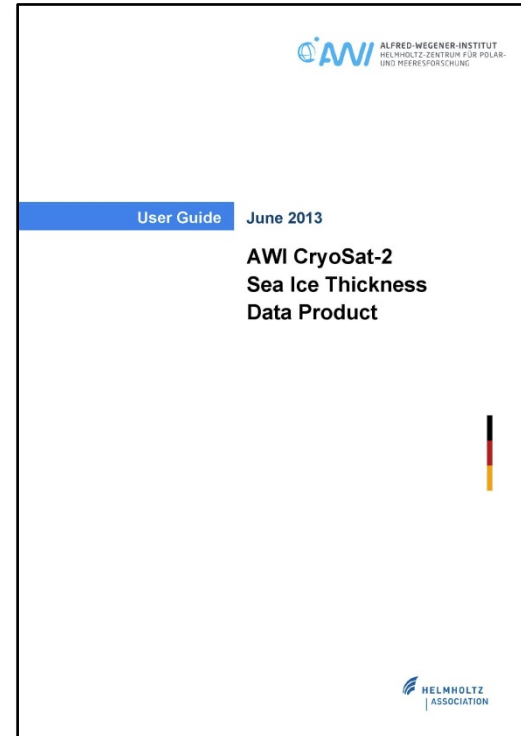 AWI
ALFRED-WEGENER-INSTITUT
HELMHOLTZ-ZENTRUM FÜR POLAR-
UND MEERESFORSCHUNG
User Guide
June 2013
AWI CryoSat-2
Sea Ice Thickness
Data Product
HELMHOLTZ
ASSOCIATION